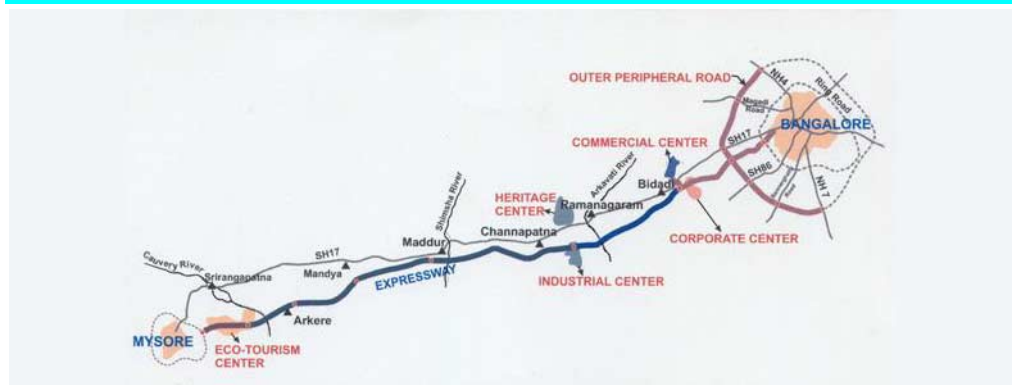 OUTER PERIPHERAL ROAD
NH4
Ring Road
Magadi
Road
BANGALORE
COMMERCIAL CENTER
SH17
SH86
NH 7
Arkavati River
Bidadi
HERITAGE
CENTER
Ramanagaram
Shimsha River
CORPORATE CENTER
Channapatna
Maddur
SH17
Cauvery River
Srirangapatna
Mandya
EXPRESSWAY
INDUSTRIAL CENTER
Arkere
MYSORE
ECO-TOURISM
CENTER